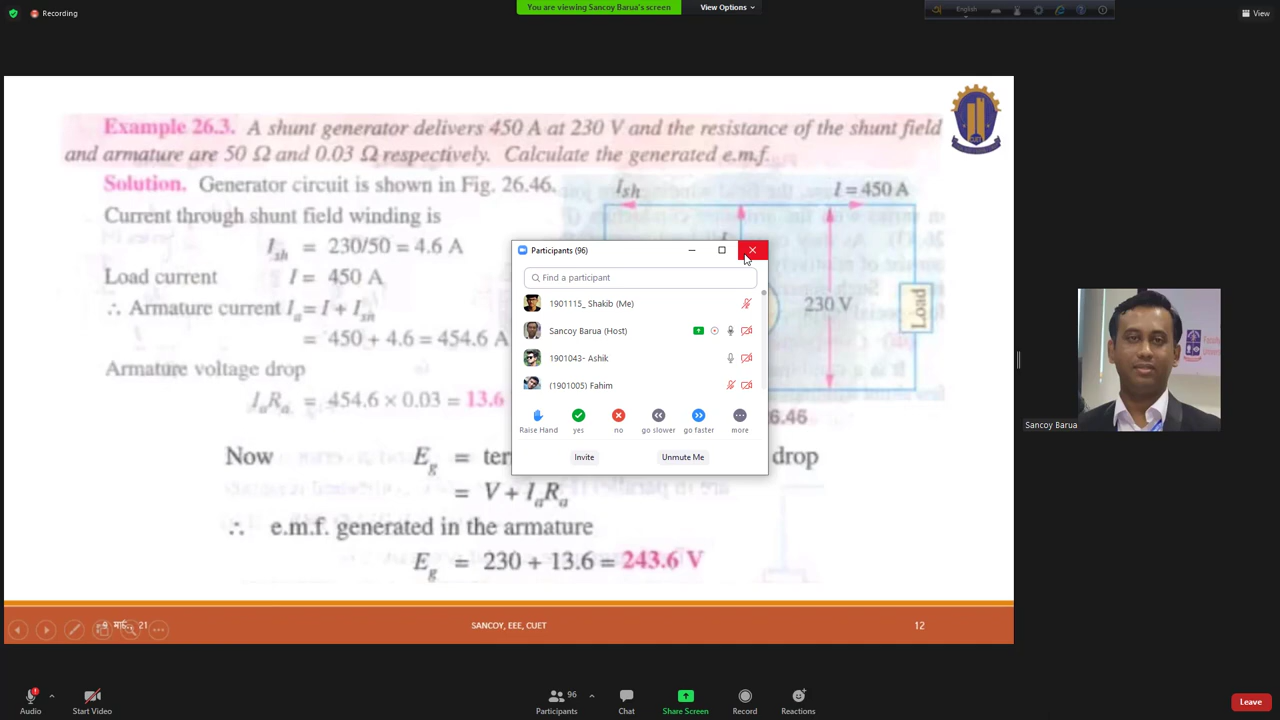 Recording
You are viewing Sancoy Barua's screen
View Options
English
View
Example 26.3. A shunt generator delivers 450 A at 230 V and the resistance of the shunt field
and armature are 50 Ω and 0.03 Ω respectively. Calculate the generated e.m.f.
Solution. Generator circuit is shown in Fig. 26.46.
Ish
I = 450 A
Current through shunt field winding is
Ish = 230/50 = 4.6 A
Load current I = 450 A
∴ Armature current Ia = I + Ish
= 450 + 4.6 = 454.6 A
Armature voltage drop
IaRa = 454.6 × 0.03 = 13.6
230 V
Load
6.46
Now Eg = ter
drop
= V + IaRa
∴ e.m.f. generated in the armature
Eg = 230 + 13.6 = 243.6 V
Participants (96)
Find a participant
1901115_ Shakib (Me)
Sancoy Barua (Host)
1901043- Ashik
(1901005) Fahim
Raise Hand
yes
no
go slower
go faster
more
Invite
Unmute Me
Sancoy Barua
21
SANCOY, EEE, CUET
12
Audio
Start Video
96
Participants
Chat
Share Screen
Record
Reactions
Leave